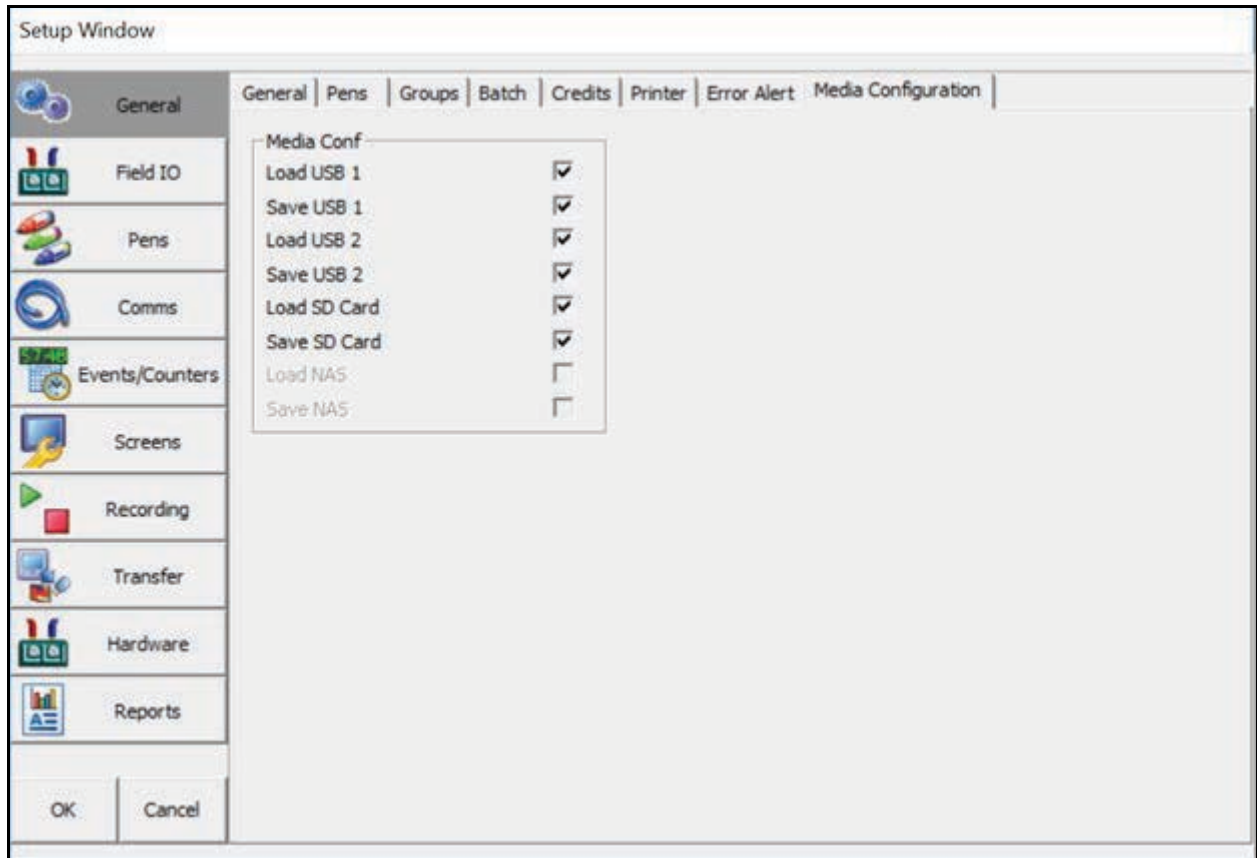 Setup Window
General
Field IO
Pens
Comms
57:48
Events/Counters
Screens
Recording
Transfer
Hardware
Reports
OK Cancel
General Pens Groups Batch Credits Printer Error Alert Media Configuration
Media Conf
Load USB 1
Save USB 1
Load USB 2
Save USB 2
Load SD Card
Save SD Card
Load NAS
Save NAS